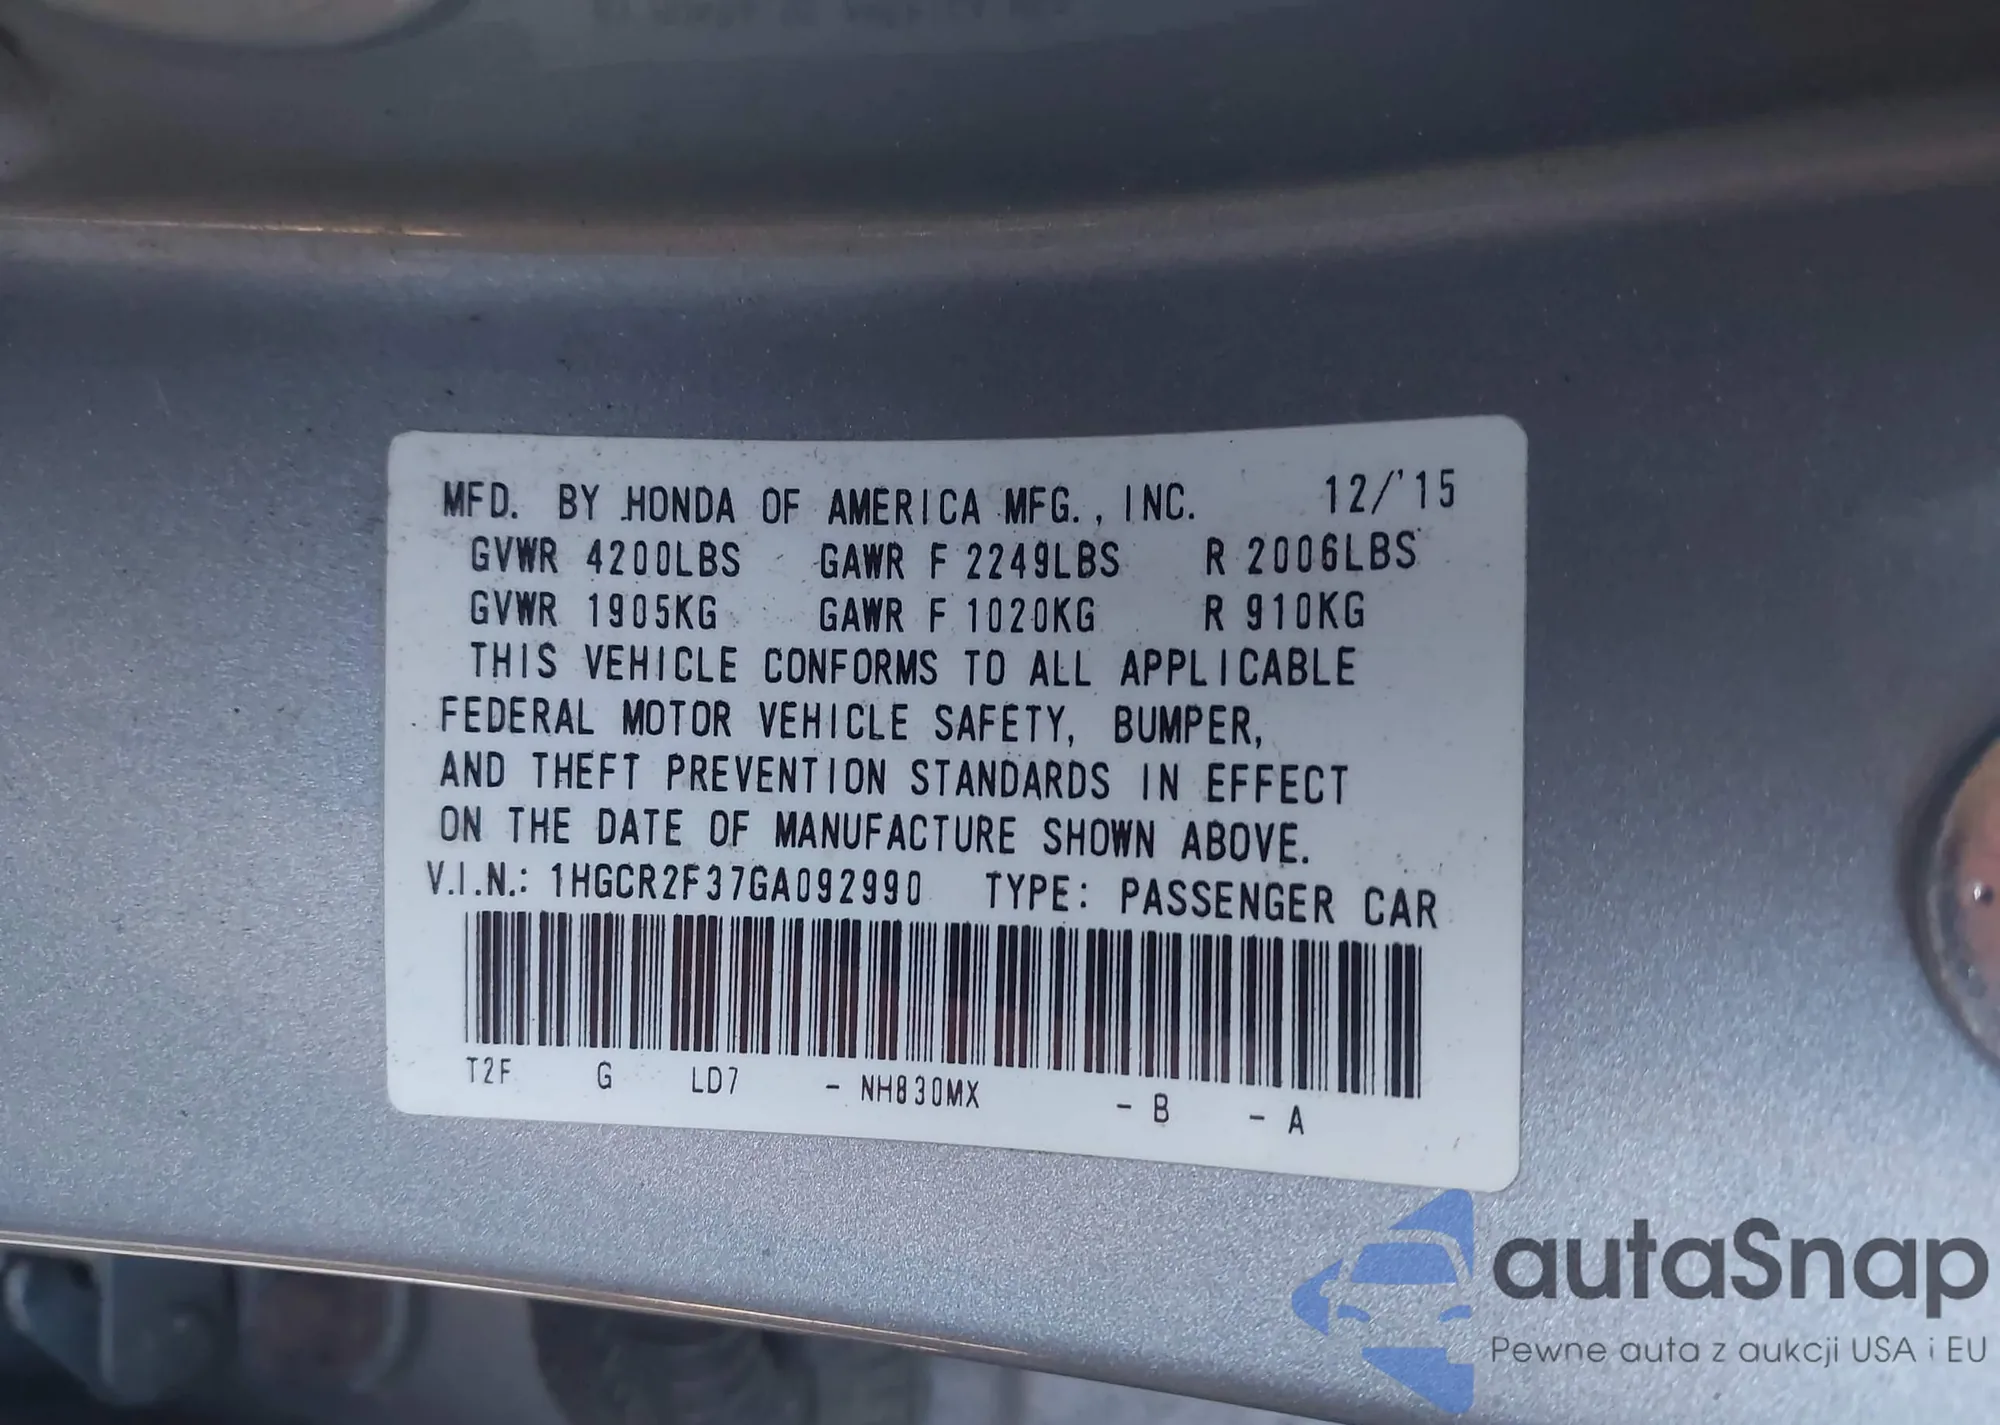 MFD. BY HONDA OF AMERICA MFG., INC. 12/'15
GVWR 4200LBS GAWR F 2249LBS R 2006LBS
GVWR 1905KG GAWR F 1020KG R 910KG
THIS VEHICLE CONFORMS TO ALL APPLICABLE
FEDERAL MOTOR VEHICLE SAFETY, BUMPER,
AND THEFT PREVENTION STANDARDS IN EFFECT
ON THE DATE OF MANUFACTURE SHOWN ABOVE.
V.I.N.: 1HGCR2F37GA092990 TYPE: PASSENGER CAR
T2F G LD7 - NH830MX - B - A
autaSnap
Pewne auta z aukcji USA i EU